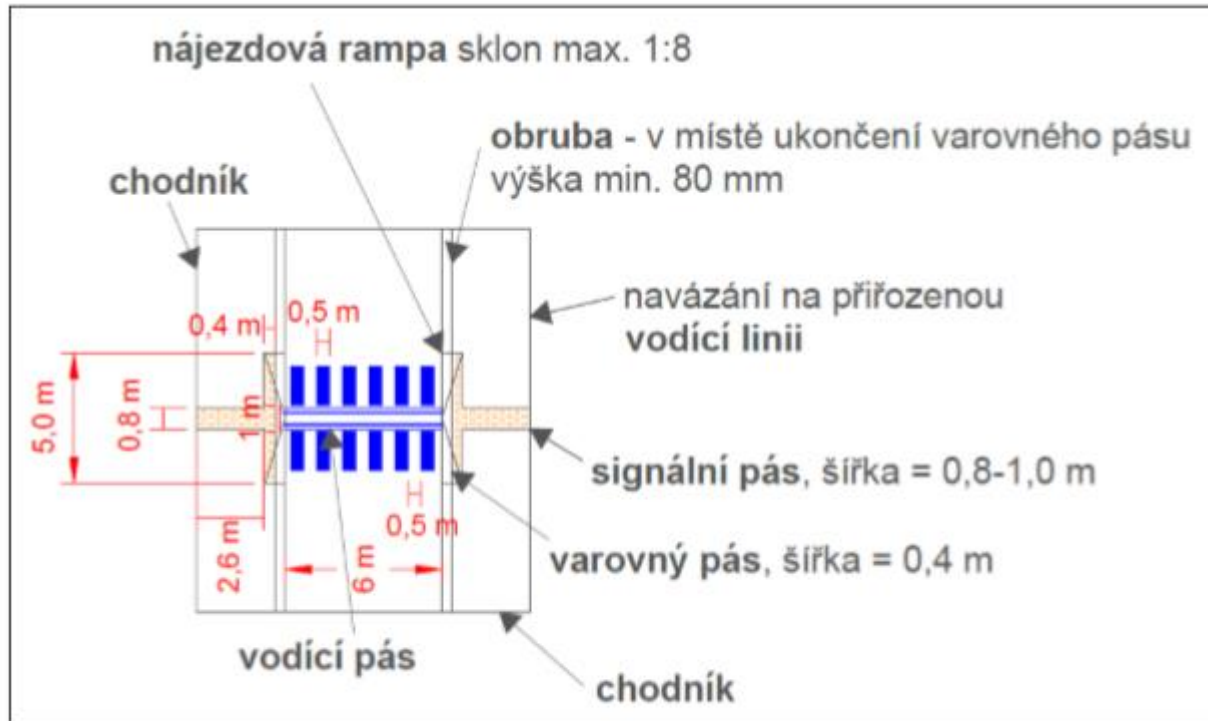 nájezdová rampa sklon max. 1:8
obruba - v místě ukončení varovného pásu
výška min. 80 mm
chodník
navázání na přiřozenou
vodící linii
0,4 m
0,5 m
5,0 m
0,8 m
1 m
signální pás, šířka = 0,8-1,0 m
0,5 m
2,6 m
6 m
varovný pás, šířka = 0,4 m
vodící pás
chodník